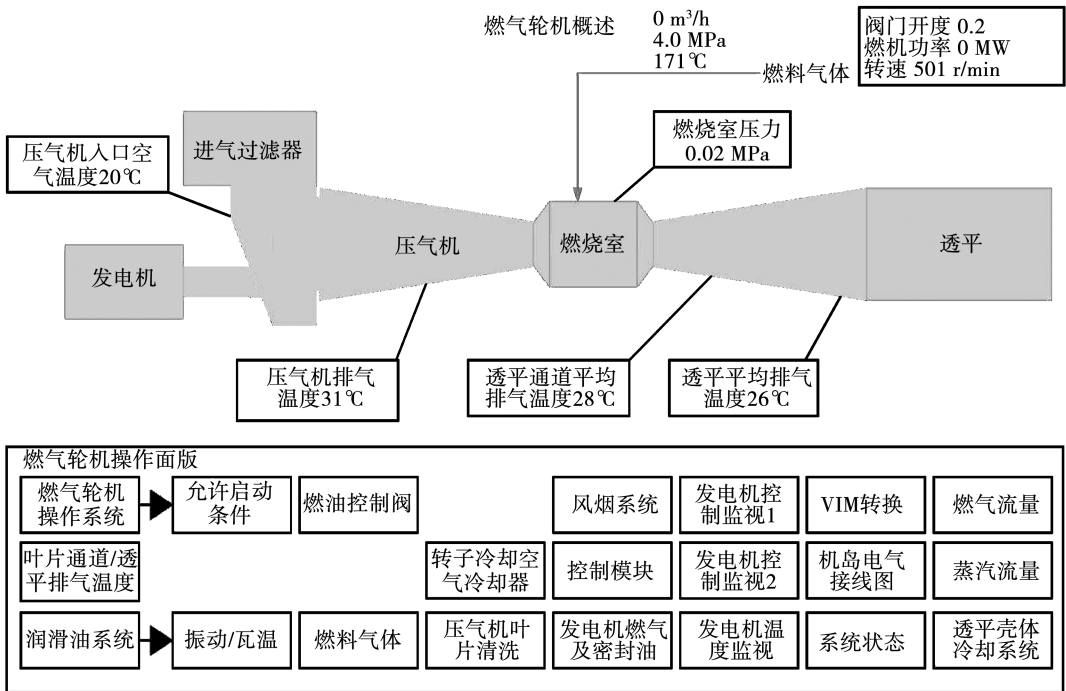 燃气轮机概述
0 m³/h
4.0 MPa
171℃
燃料气体
阀门开度 0.2
燃机功率 0 MW
转速 501 r/min
进气过滤器
压气机入口空
气温度20℃
燃烧室压力
0.02 MPa
发电机
压气机
燃烧室
透平
压气机排气
温度31℃
透平通道平均
排气温度28℃
透平平均排气
温度26℃
燃气轮机操作面版
燃气轮机
操作系统
允许启动
条件
燃油控制阀
风烟系统
发电机控
制监视1
VIM转换
燃气流量
叶片通道/透
平排气温度
转子冷却空
气冷却器
控制模块
发电机控
制监视2
机岛电气
接线图
蒸汽流量
润滑油系统
振动/瓦温
燃料气体
压气机叶
片清洗
发电机燃气
及密封油
发电机温
度监视
系统状态
透平壳体
冷却系统